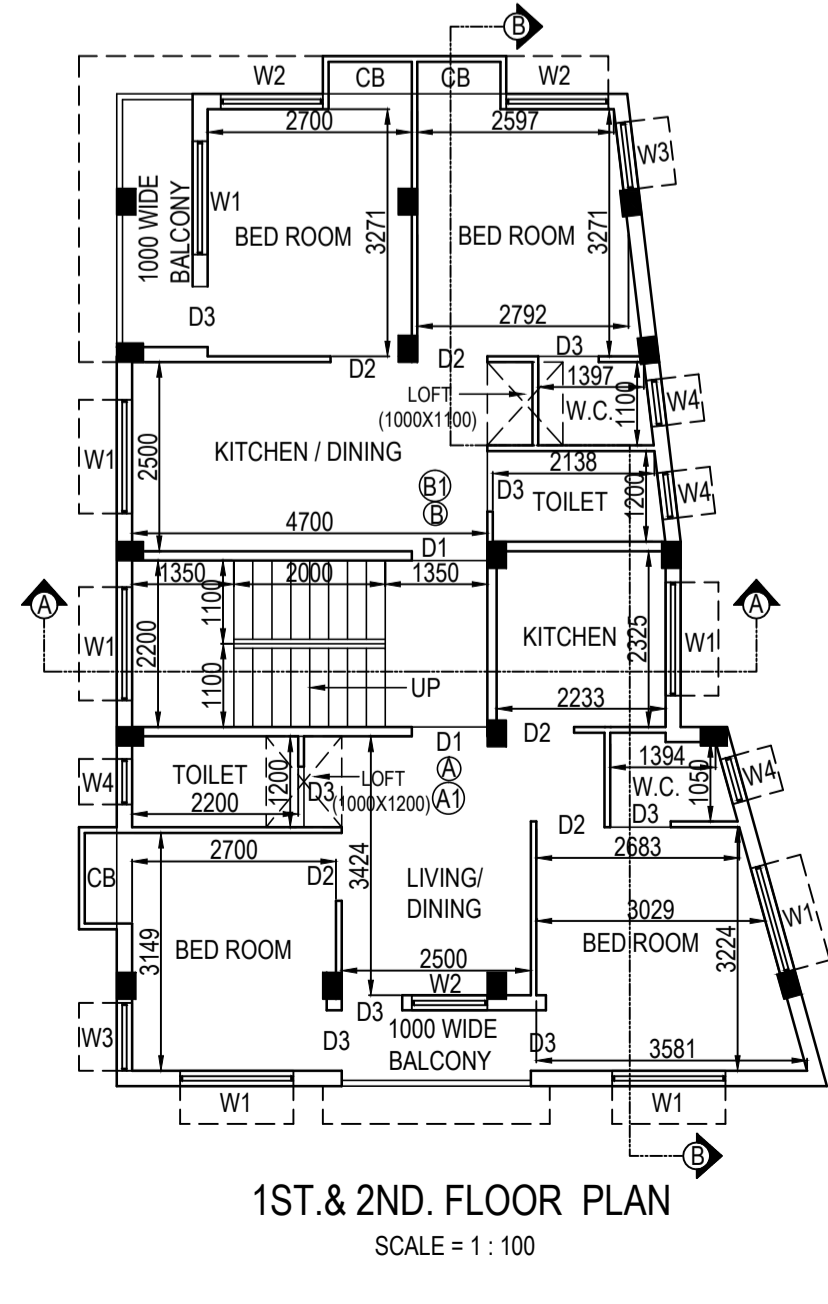 B
W2
CB
CB
W2
2700
2597
W3
1000 WIDE
BALCONY
W1
BED ROOM
3271
BED ROOM
3271
D3
2792
D2
D2
D3
LOFT
(1000X1100)
1397
W.C.
1100
W4
W1
2500
KITCHEN / DINING
B1
B
2138
D3
TOILET
1200
W4
4700
D1
A
1350
2000
1350
1100
W1
2200
1100
UP
KITCHEN
2325
W1
2233
A
D1
D2
A
A1
W4
TOILET
2200
1200
D3
LOFT
(1000X1200)
1394
W.C.
1050
W4
D3
D2
CB
2700
D2
3424
LIVING/
DINING
2683
3029
BED ROOM
3224
W1
3149
BED ROOM
2500
W2
D3
W3
D3
1000 WIDE
BALCONY
D3
3581
W1
W1
B
1ST.& 2ND. FLOOR PLAN
SCALE = 1 : 100